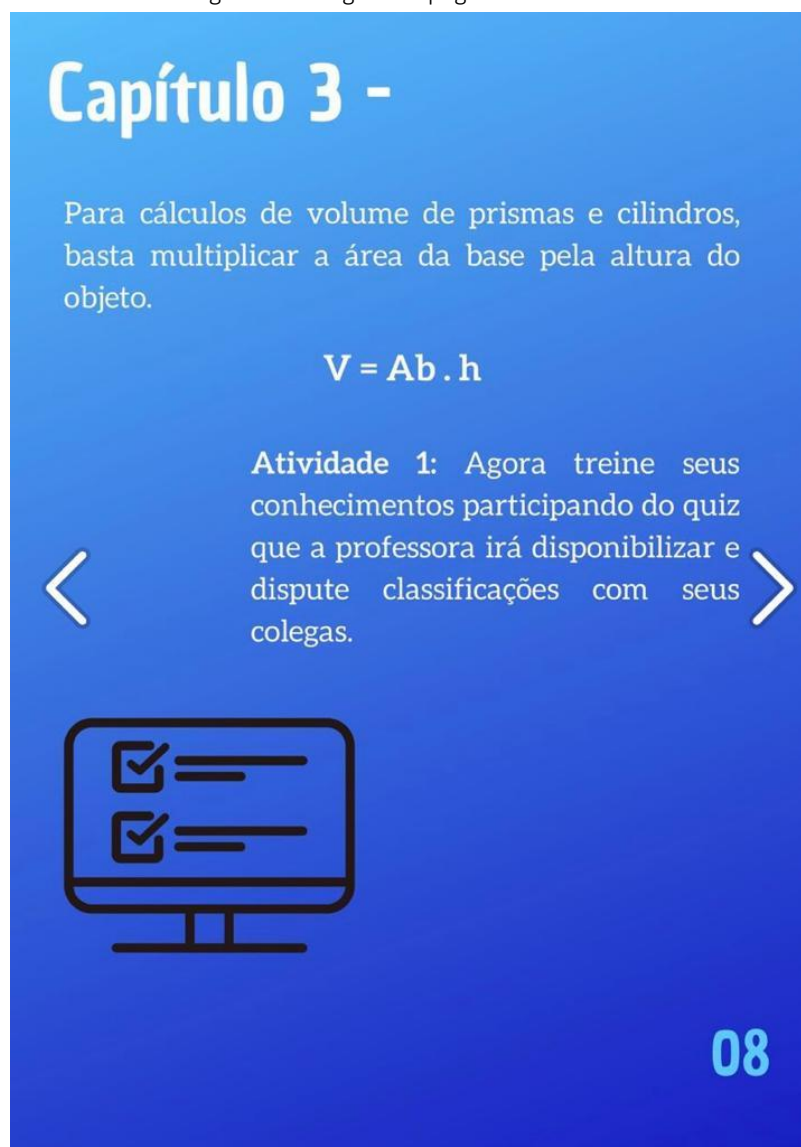 Capítulo 3 -
Para cálculos de volume de prismas e cilindros,
basta multiplicar a área da base pela altura do
objeto.
V = Ab . h
Atividade 1: Agora treine seus
conhecimentos participando do quiz
que a professora irá disponibilizar e
dispute classificações com seus
colegas.
08